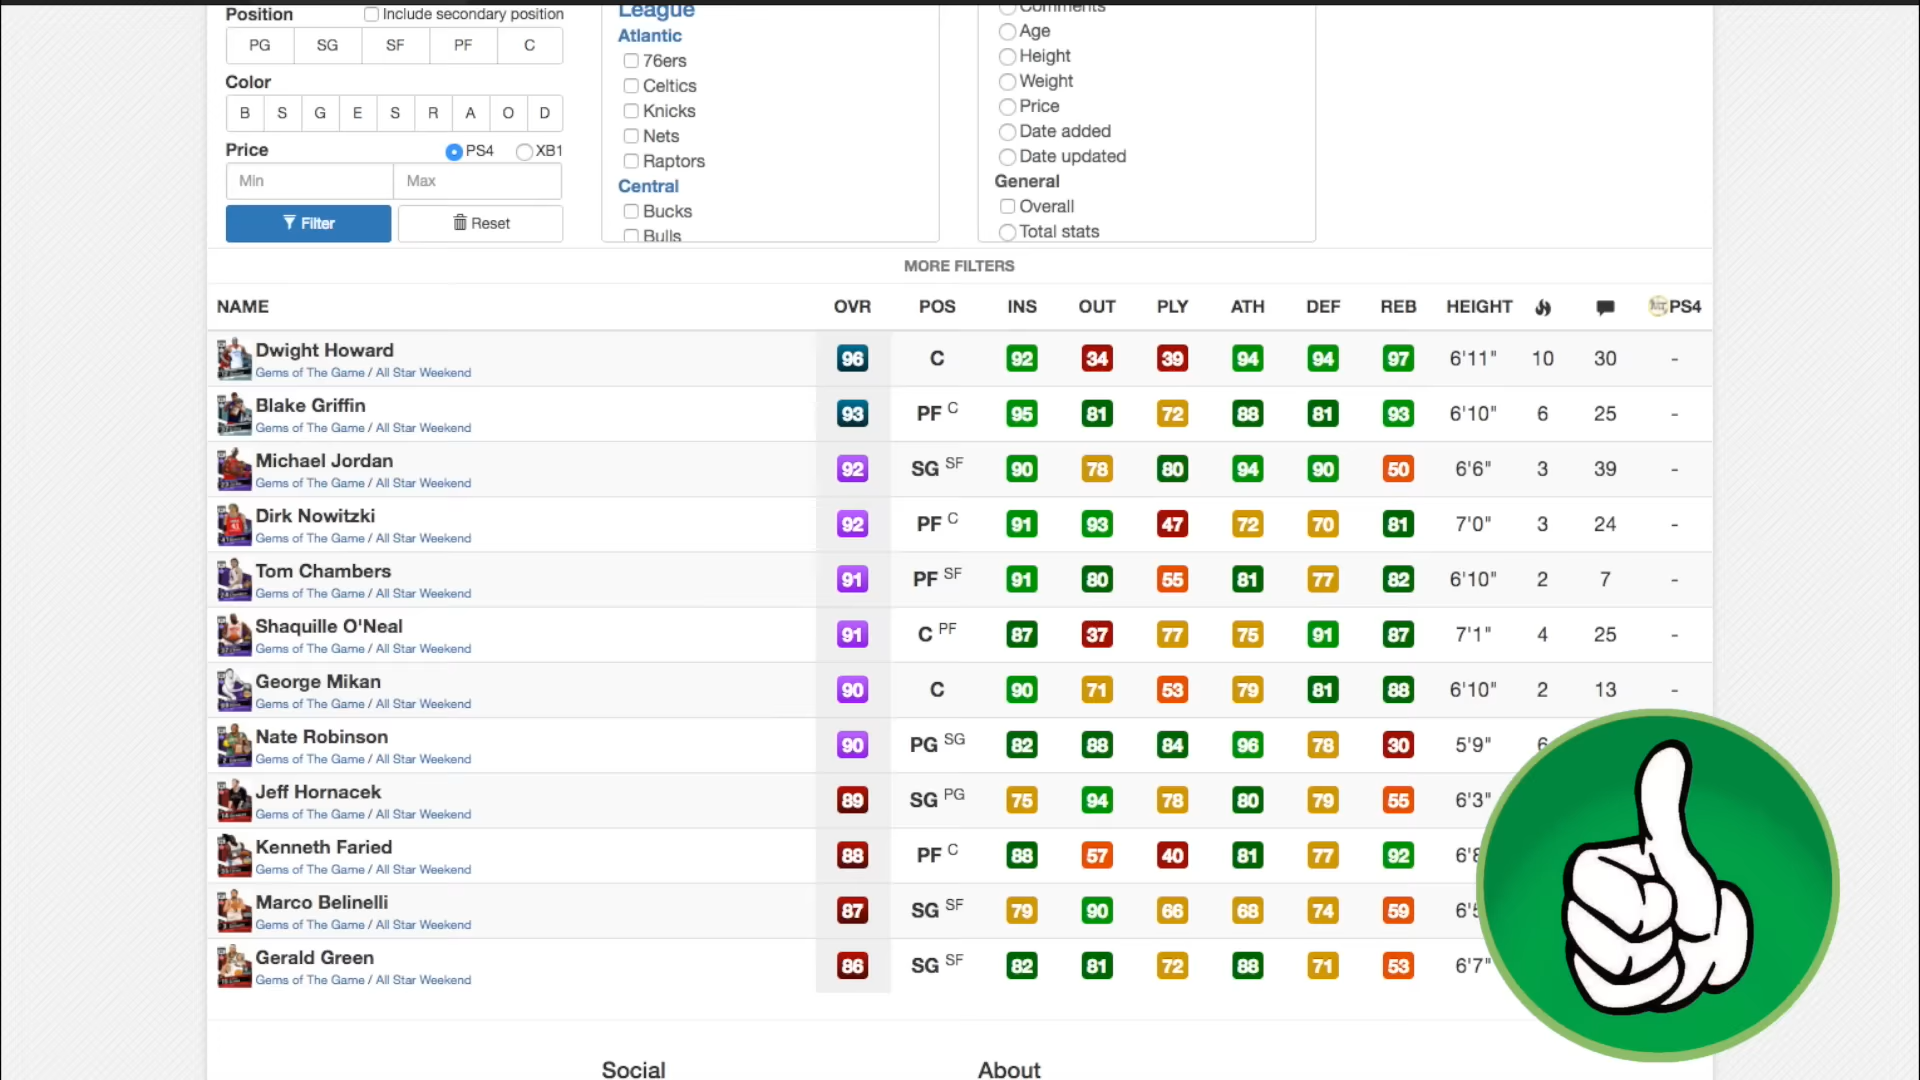 Position Include secondary position
PG SG SF PF C
Color
B S G E S R A O D
Price PS4 XB1
Min Max
Filter Reset
League
Atlantic
76ers
Celtics
Knicks
Nets
Raptors
Central
Bucks
Bulls
Comments
Age
Height
Weight
Price
Date added
Date updated
General
Overall
Total stats
MORE FILTERS
NAME OVR POS INS OUT PLY ATH DEF REB HEIGHT PS4
Dwight Howard 96 C 92 34 39 94 94 97 6'11" 10 30 -
Gems of The Game / All Star Weekend
Blake Griffin 93 PF C 95 81 72 88 81 93 6'10" 6 25 -
Gems of The Game / All Star Weekend
Michael Jordan 92 SG SF 90 78 80 94 90 50 6'6" 3 39 -
Gems of The Game / All Star Weekend
Dirk Nowitzki 92 PF C 91 93 47 72 70 81 7'0" 3 24 -
Gems of The Game / All Star Weekend
Tom Chambers 91 PF SF 91 80 55 81 77 82 6'10" 2 7 -
Gems of The Game / All Star Weekend
Shaquille O'Neal 91 C PF 87 37 77 75 91 87 7'1" 4 25 -
Gems of The Game / All Star Weekend
George Mikan 90 C 90 71 53 79 81 88 6'10" 2 13 -
Gems of The Game / All Star Weekend
Nate Robinson 90 PG SG 82 88 84 96 78 30 5'9" 6
Gems of The Game / All Star Weekend
Jeff Hornacek 89 SG PG 75 94 78 80 79 55 6'3"
Gems of The Game / All Star Weekend
Kenneth Faried 88 PF C 88 57 40 81 77 92 6'8
Gems of The Game / All Star Weekend
Marco Belinelli 87 SG SF 79 90 66 68 74 59 6'5
Gems of The Game / All Star Weekend
Gerald Green 86 SG SF 82 81 72 88 71 53 6'7"
Gems of The Game / All Star Weekend
Social About